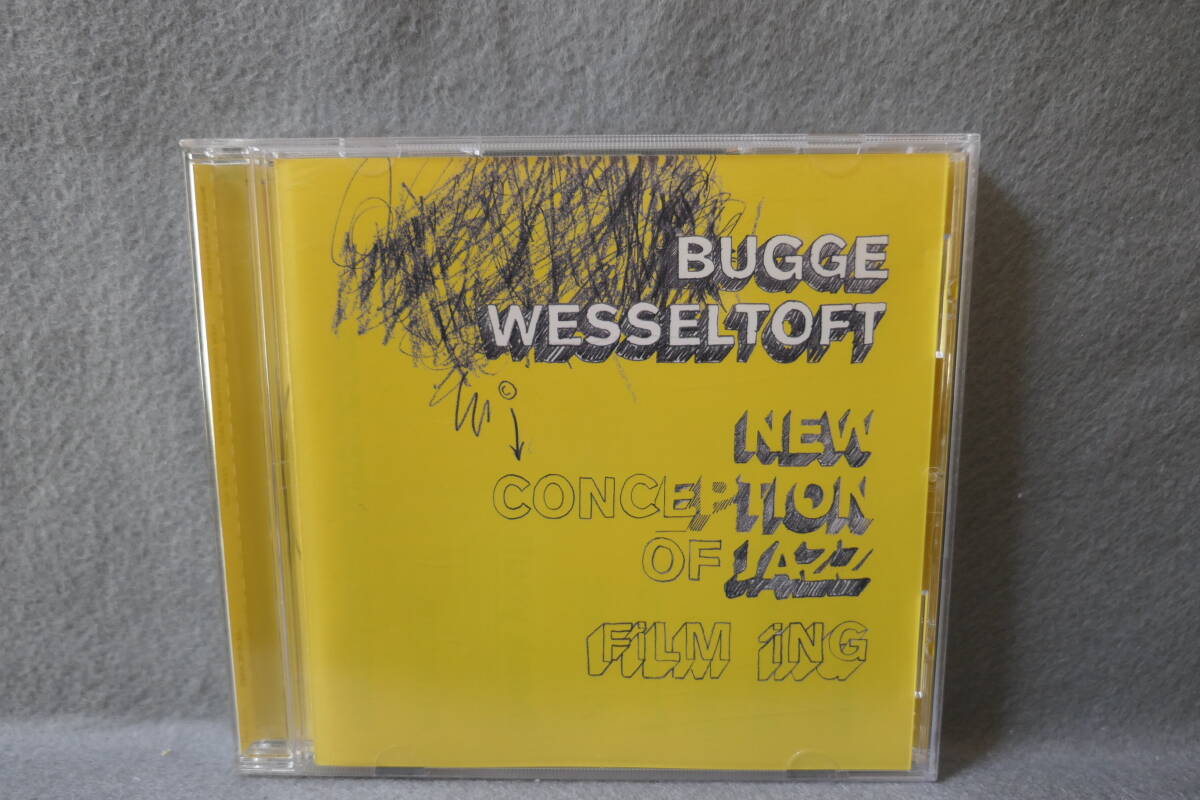 BUGGE
WESSELTOFT
©
NEW
CONCEPTION
OF JAZZ
FiLM iNG